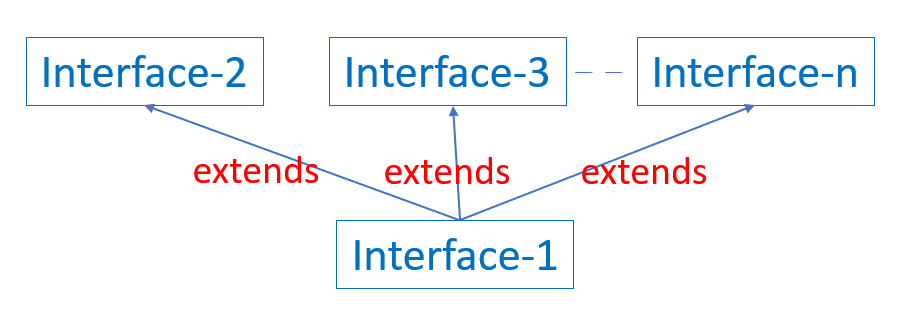 Interface-2 Interface-3 Interface-n
extends extends extends
Interface-1